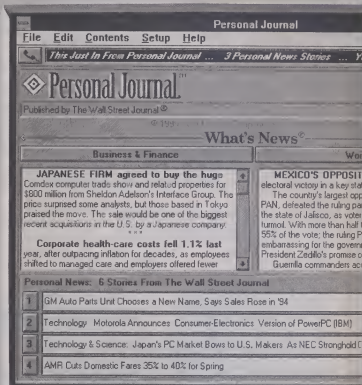 Personal Journal
File Edit Contents Setup Help
This Just In From Personal Journal ... 3 Personal News Stories ...
Personal Journal™
Published by The Wall Street Journal®
What's News®
Business & Finance
JAPANESE FIRM agreed to buy the huge
Comdex computer trade show and related properties for
$800 million from Sheldon Adelson's Interface Group. The
price surprised some analysts, but those based in Tokyo
praised the move. The sale would be one of the biggest
recent acquisitions in the U.S. by a Japanese company.
* * *
Corporate health-care costs fell 1.1% last
year, after outpacing inflation for decades, as employees
shifted to managed care and employers offered fewer
MEXICO'S OPPOSIT
electoral victory in a key stat
The country's largest opp
PAN, defeated the ruling pa
the state of Jalisco, as voter
turmoil. With more than half t
55% of the vote; the ruling P
embarrassing for the governm
President Zedillo's promise o
Guerrilla commanders ac
Personal News: 6 Stories From The Wall Street Journal
1 GM Auto Parts Unit Chooses a New Name, Says Sales Rose in '94
2 Technology Motorola Announces Consumer-Electronics Version of PowerPC (IBM)
3 Technology & Science: Japan's PC Market Bows to U.S. Makers As NEC Stronghold
4 AMR Cuts Domestic Fares 35% to 40% for Spring